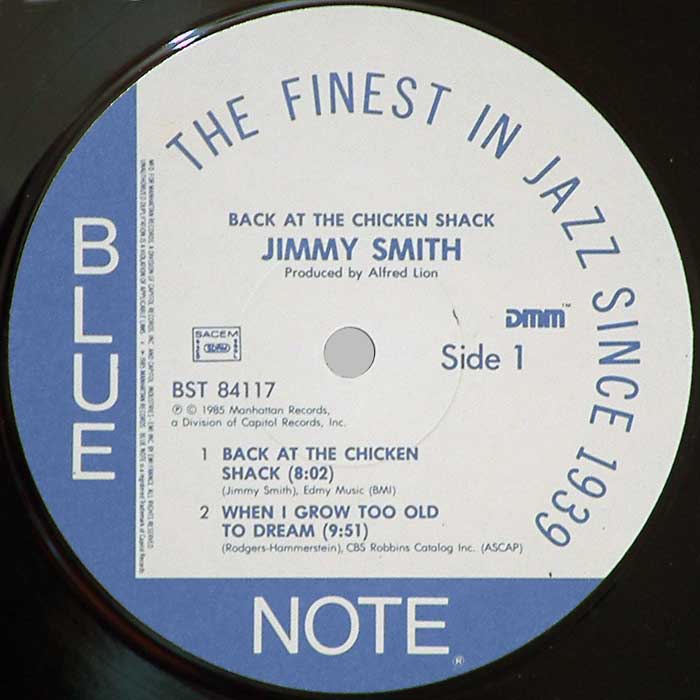 THE FINEST IN JAZZ SINCE 1939
BACK AT THE CHICKEN SHACK
JIMMY SMITH
Produced by Alfred Lion
DMM™
SACEM
Side 1
BST 84117
℗ © 1985 Manhattan Records,
a Division of Capitol Records, Inc.
1 BACK AT THE CHICKEN
SHACK (8:02)
(Jimmy Smith), Edmy Music (BMI)
2 WHEN I GROW TOO OLD
TO DREAM (9:51)
(Rodgers-Hammerstein), CBS Robbins Catalog Inc. (ASCAP)
BLUE
NOTE®